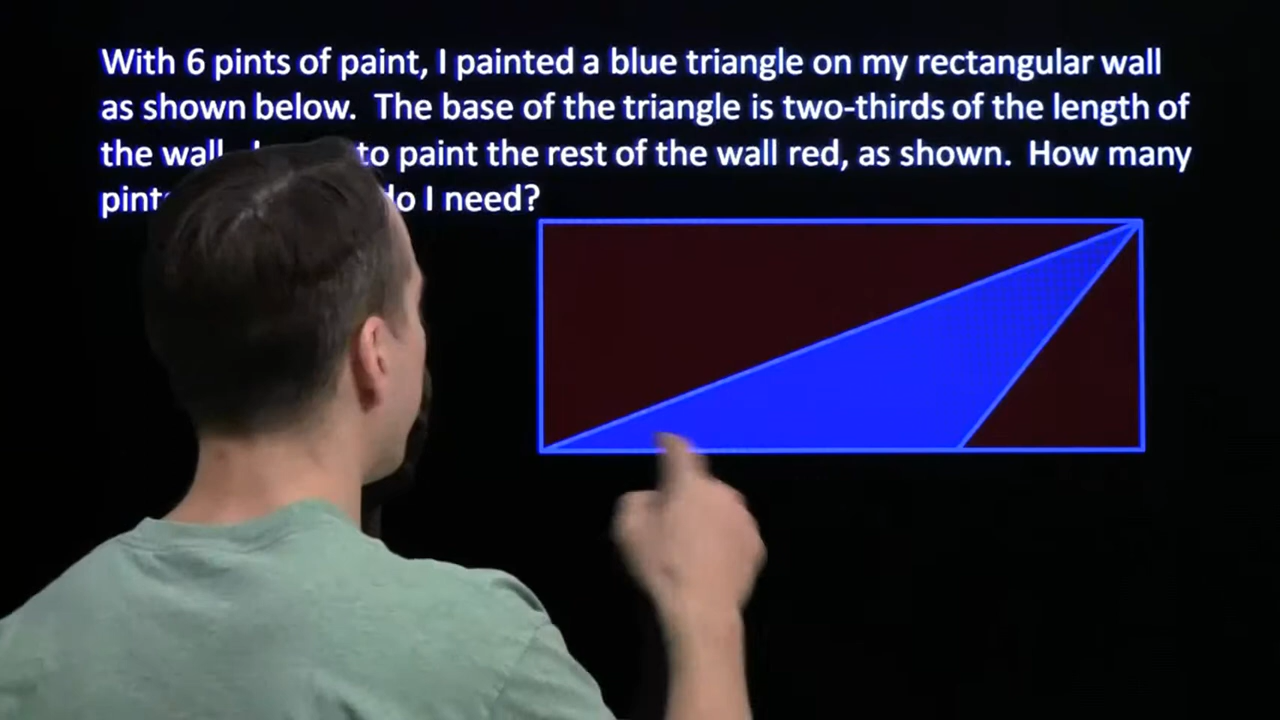 With 6 pints of paint, I painted a blue triangle on my rectangular wall
as shown below. The base of the triangle is two-thirds of the length of
the wall to paint the rest of the wall red, as shown. How many
do I need?